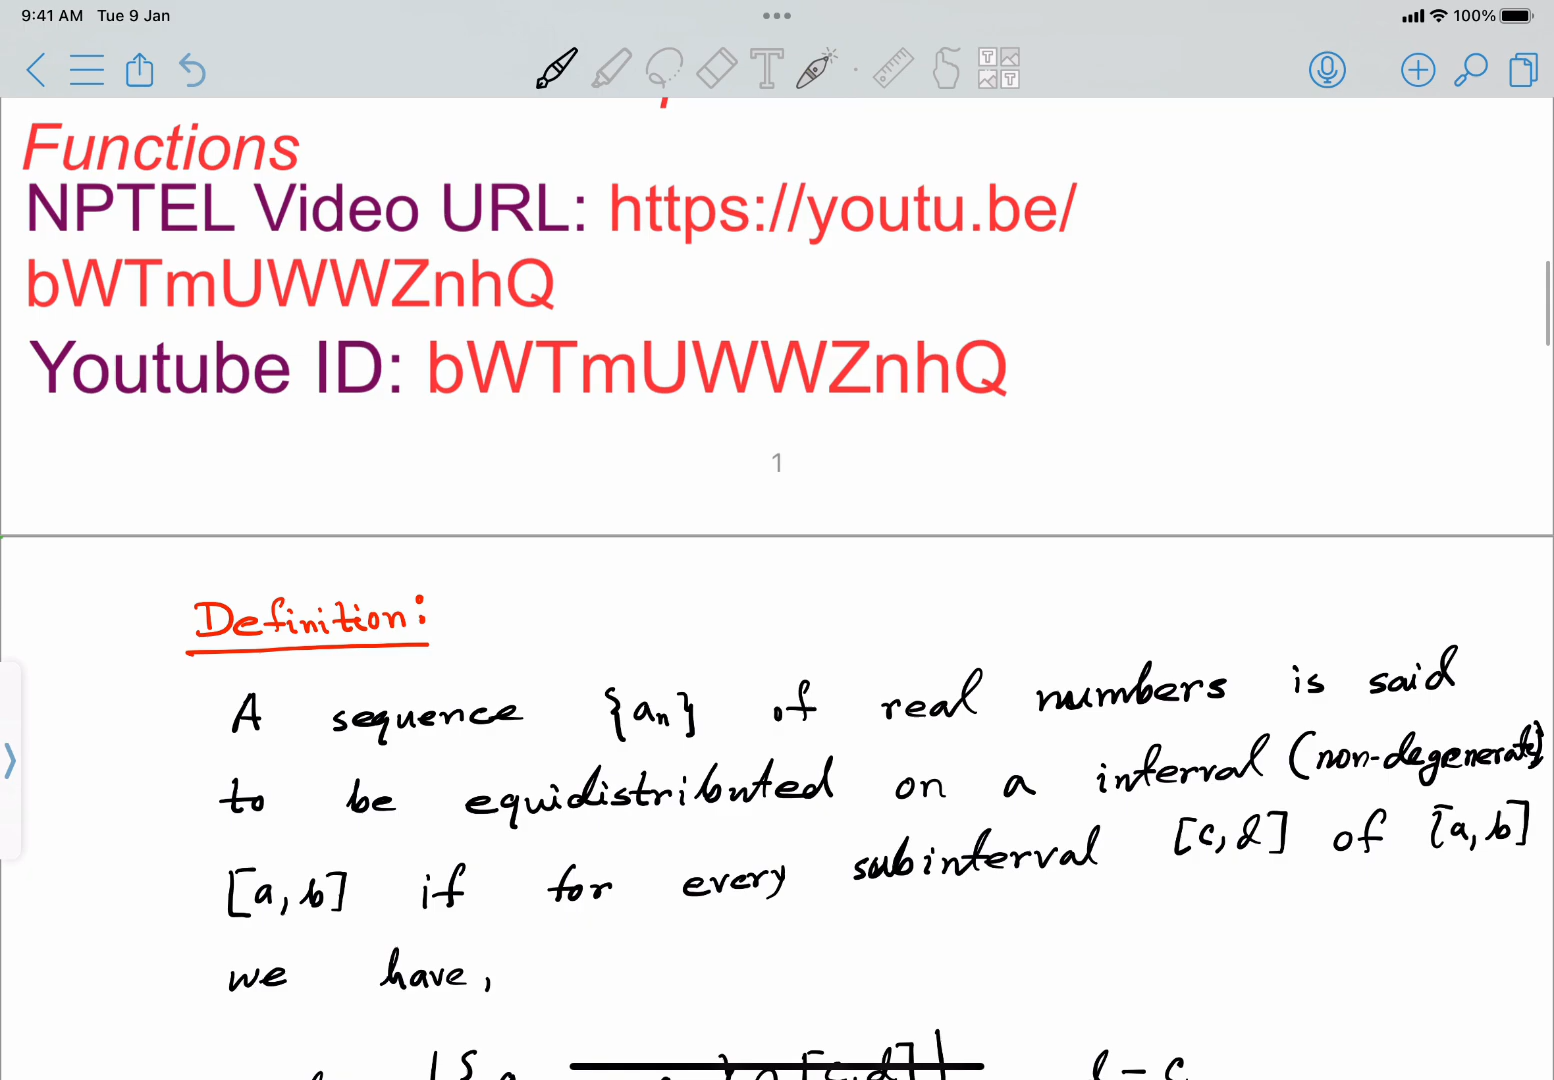 9:41 AM Tue 9 Jan
100%
Functions
NPTEL Video URL: https://youtu.be/
bWTmUWWZnhQ
Youtube ID: bWTmUWWZnhQ
1
Definition:
A sequence {aₙ} of real numbers is said
to be equidistributed on a interval (non-degenerate)
[a, b] if for every subinterval [c, d] of [a, b]
we have,